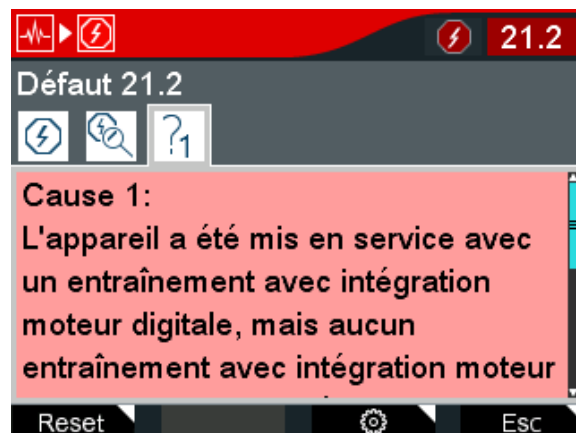 21.2
Défaut 21.2
?1
Cause 1:
L'appareil a été mis en service avec
un entraînement avec intégration
moteur digitale, mais aucun
entraînement avec intégration moteur
Reset
Esc